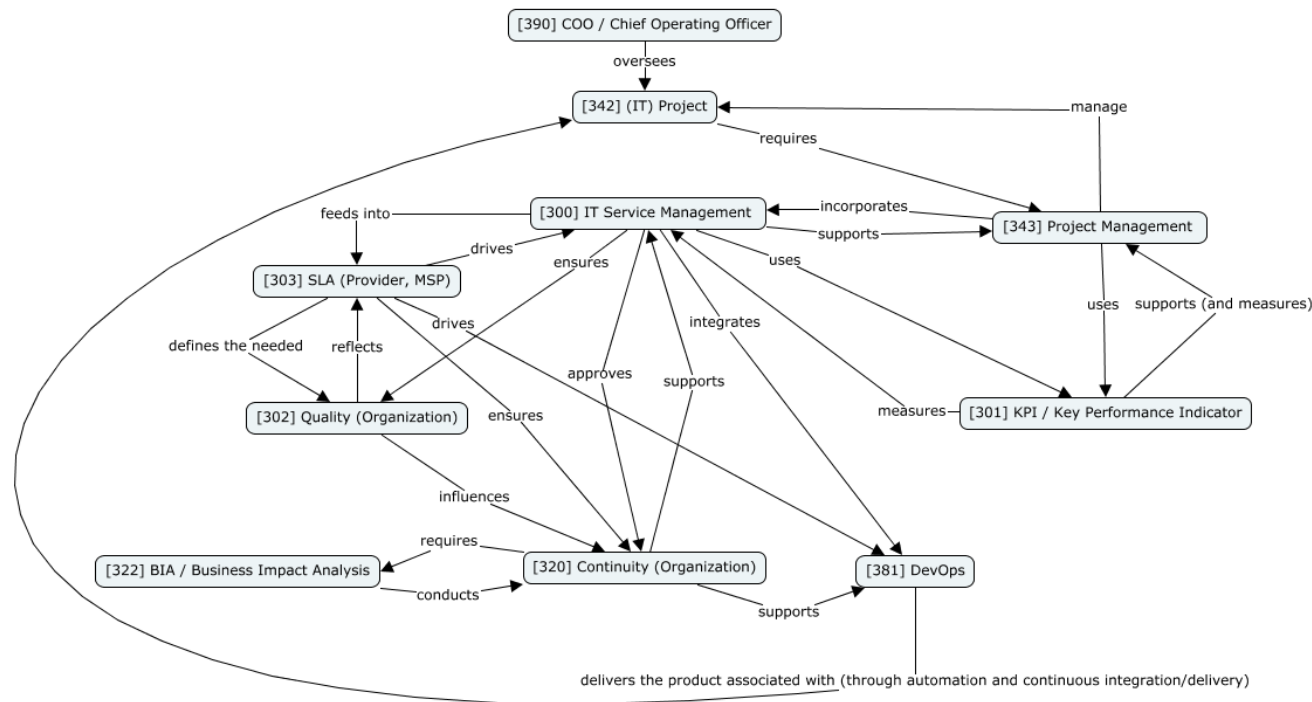 [390] COO / Chief Operating Officer
oversees
[342] (IT) Project
manage
requires
[300] IT Service Management
incorporates
feeds into
supports
[343] Project Management
drives
ensures
uses
[303] SLA (Provider, MSP)
uses
supports (and measures)
drives
integrates
defines the needed
reflects
approves
supports
[302] Quality (Organization)
ensures
measures
[301] KPI / Key Performance Indicator
influences
requires
[322] BIA / Business Impact Analysis
[320] Continuity (Organization)
[381] DevOps
conducts
supports
delivers the product associated with (through automation and continuous integration/delivery)